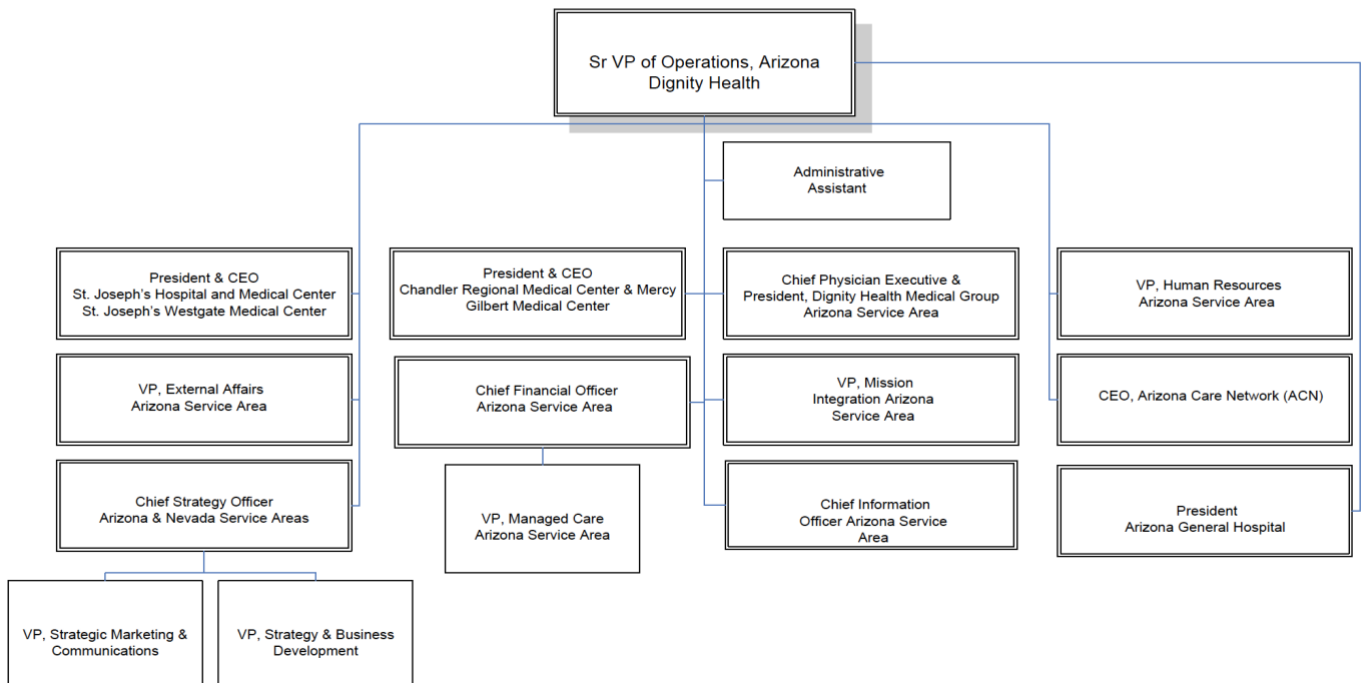 Sr VP of Operations, Arizona
Dignity Health
Administrative
Assistant
President & CEO
St. Joseph's Hospital and Medical Center
St. Joseph's Westgate Medical Center
President & CEO
Chandler Regional Medical Center & Mercy
Gilbert Medical Center
Chief Physician Executive &
President, Dignity Health Medical Group
Arizona Service Area
VP, Human Resources
Arizona Service Area
VP, External Affairs
Arizona Service Area
Chief Financial Officer
Arizona Service Area
VP, Mission
Integration Arizona
Service Area
CEO, Arizona Care Network (ACN)
Chief Strategy Officer
Arizona & Nevada Service Areas
VP, Managed Care
Arizona Service Area
Chief Information
Officer Arizona Service
Area
President
Arizona General Hospital
VP, Strategic Marketing &
Communications
VP, Strategy & Business
Development